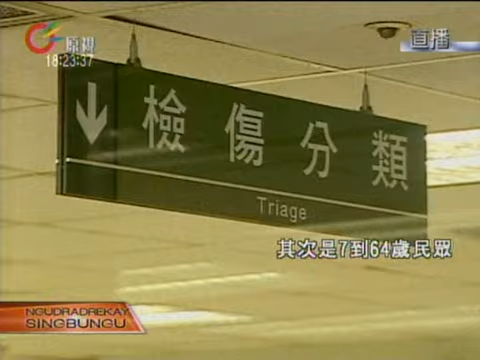 原視
直播
18:23:37
檢傷分類
Triage
其次是7到64歲民眾
NGUDRADREKAY
SINGBUNGU